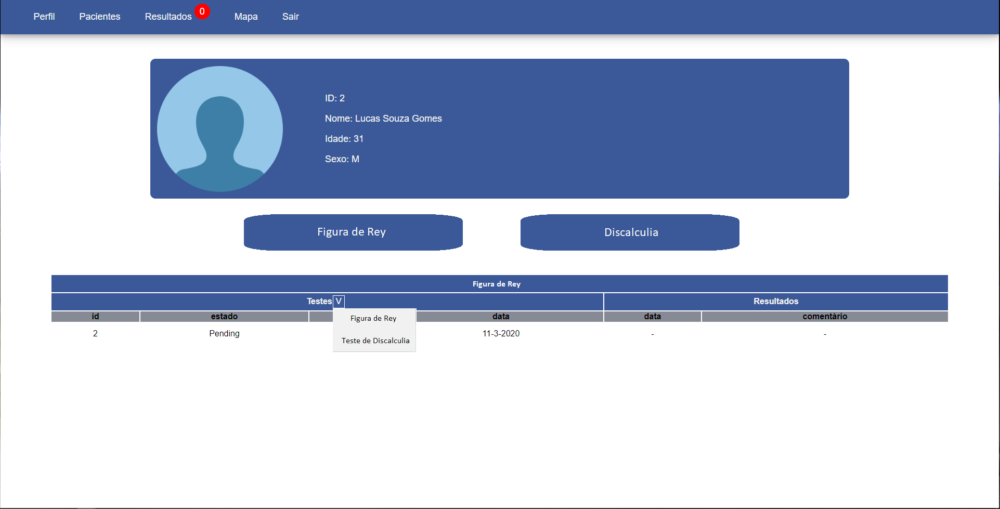 Perfil Pacientes Resultados 0 Mapa Sair
ID: 2
Nome: Lucas Souza Gomes
Idade: 31
Sexo: M
Figura de Rey Discalculia
Figura de Rey
Testes V Resultados
id estado data data comentário
Figura de Rey
2 Pending 11-3-2020 - -
Teste de Discalculia